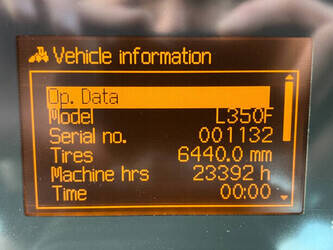 Vehicle information
Op. Data
Model L350F
Serial no. 001132
Tires 6440.0 mm
Machine hrs 23392 h
Time 00:00